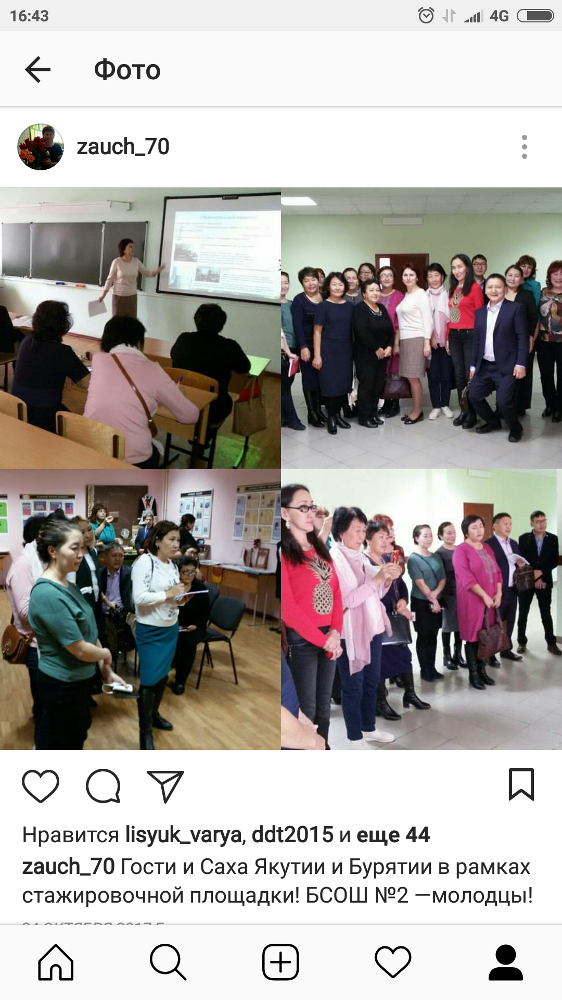 16:43
4G
Фото
zauch_70
Нравится lisyuk_varya, ddt2015 и еще 44
zauch_70 Гости и Саха Якутии и Бурятии в рамках
стажировочной площадки! БСОШ №2 —молодцы!